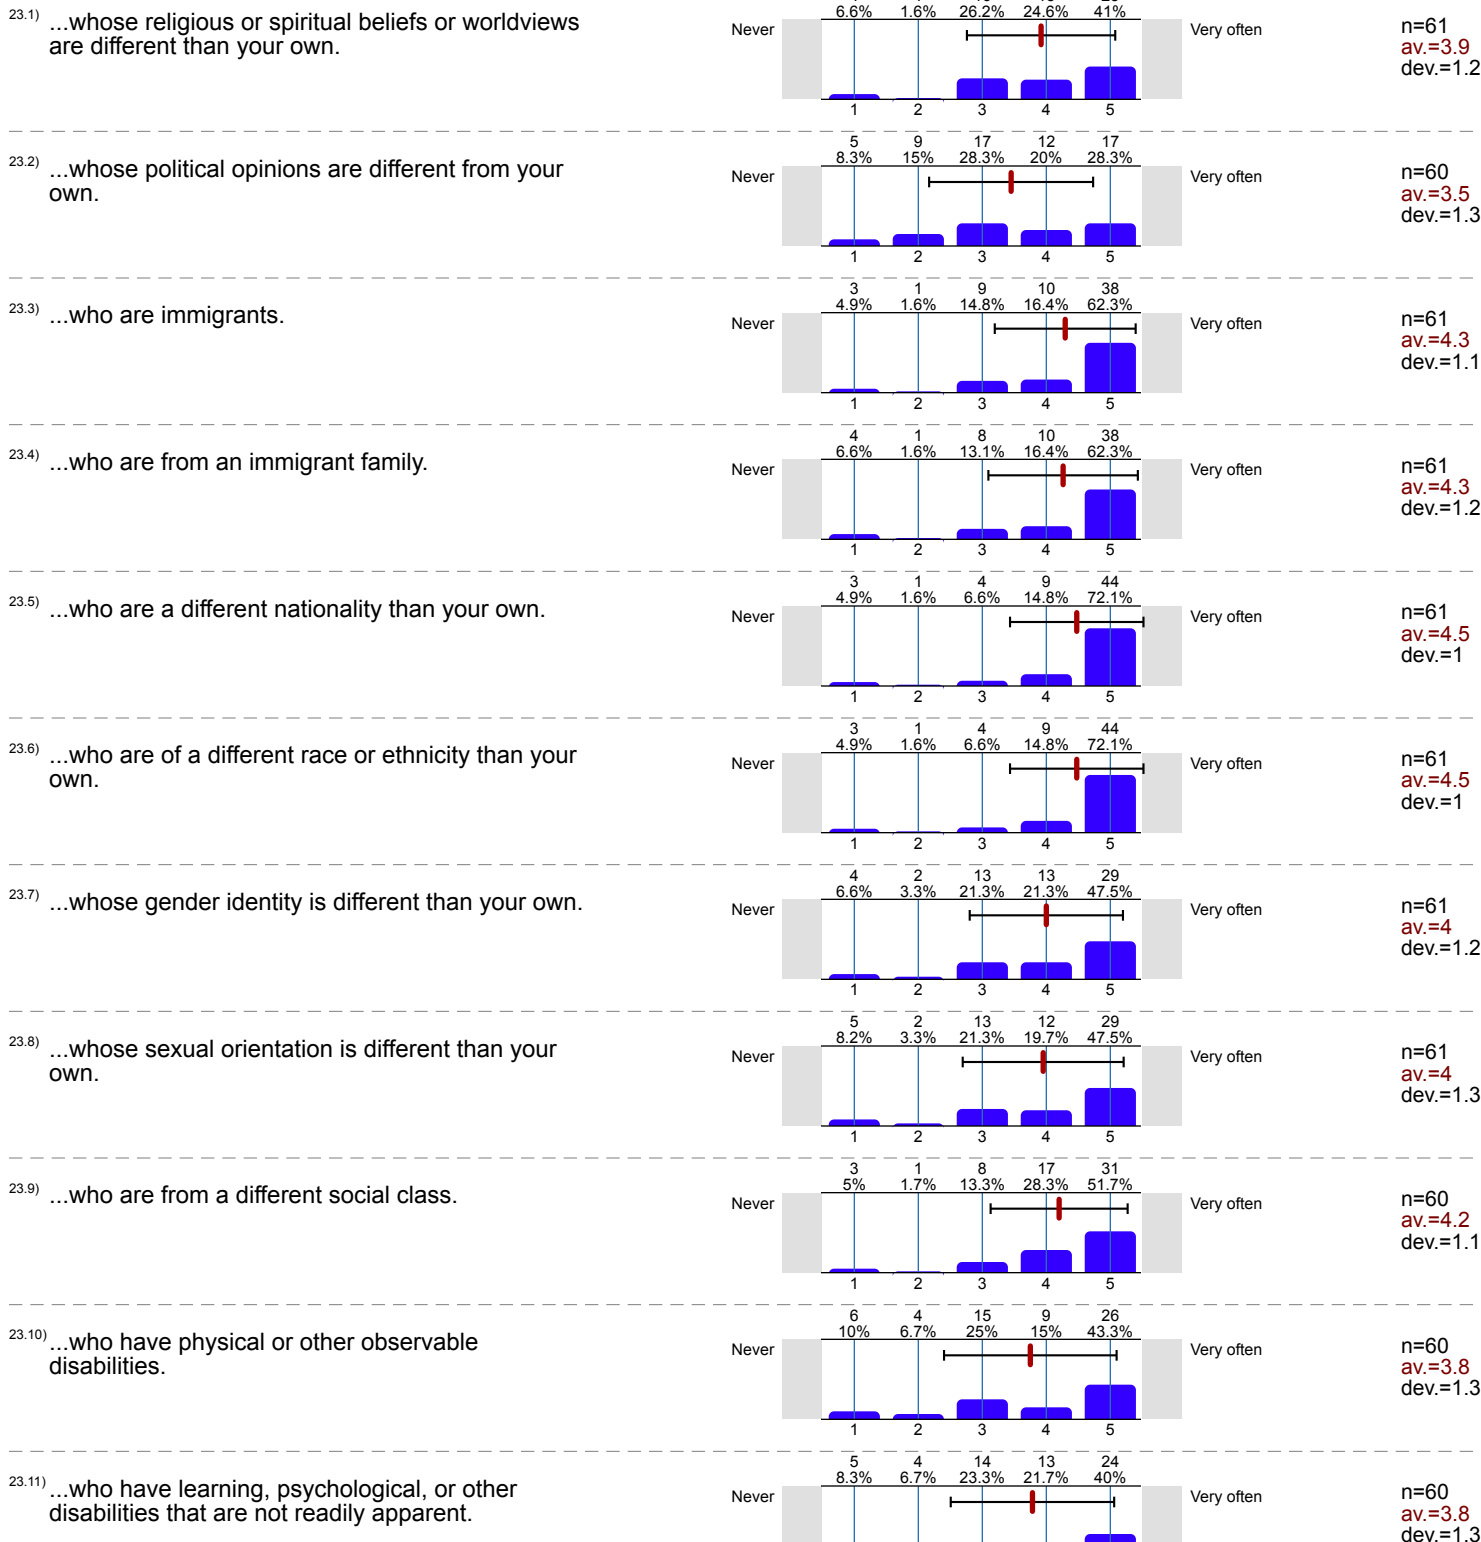 6.6% 1.6% 26.2% 24.6% 41%
23.1) ...whose religious or spiritual beliefs or worldviews
are different than your own.
Never Very often
n=61
av.=3.9
dev.=1.2
1 2 3 4 5
5 9 17 12 17
8.3% 15% 28.3% 20% 28.3%
23.2) ...whose political opinions are different from your
own.
Never Very often
n=60
av.=3.5
dev.=1.3
1 2 3 4 5
3 1 9 10 38
4.9% 1.6% 14.8% 16.4% 62.3%
23.3) ...who are immigrants.
Never Very often
n=61
av.=4.3
dev.=1.1
1 2 3 4 5
4 1 8 10 38
6.6% 1.6% 13.1% 16.4% 62.3%
23.4) ...who are from an immigrant family.
Never Very often
n=61
av.=4.3
dev.=1.2
1 2 3 4 5
3 1 4 9 44
4.9% 1.6% 6.6% 14.8% 72.1%
23.5) ...who are a different nationality than your own.
Never Very often
n=61
av.=4.5
dev.=1
1 2 3 4 5
3 1 4 9 44
4.9% 1.6% 6.6% 14.8% 72.1%
23.6) ...who are of a different race or ethnicity than your
own.
Never Very often
n=61
av.=4.5
dev.=1
1 2 3 4 5
4 2 13 13 29
6.6% 3.3% 21.3% 21.3% 47.5%
23.7) ...whose gender identity is different than your own.
Never Very often
n=61
av.=4
dev.=1.2
1 2 3 4 5
5 2 13 12 29
8.2% 3.3% 21.3% 19.7% 47.5%
23.8) ...whose sexual orientation is different than your
own.
Never Very often
n=61
av.=4
dev.=1.3
1 2 3 4 5
3 1 8 17 31
5% 1.7% 13.3% 28.3% 51.7%
23.9) ...who are from a different social class.
Never Very often
n=60
av.=4.2
dev.=1.1
1 2 3 4 5
6 4 15 9 26
10% 6.7% 25% 15% 43.3%
23.10) ...who have physical or other observable
disabilities.
Never Very often
n=60
av.=3.8
dev.=1.3
1 2 3 4 5
5 4 14 13 24
8.3% 6.7% 23.3% 21.7% 40%
23.11) ...who have learning, psychological, or other
disabilities that are not readily apparent.
Never Very often
n=60
av.=3.8
dev.=1.3